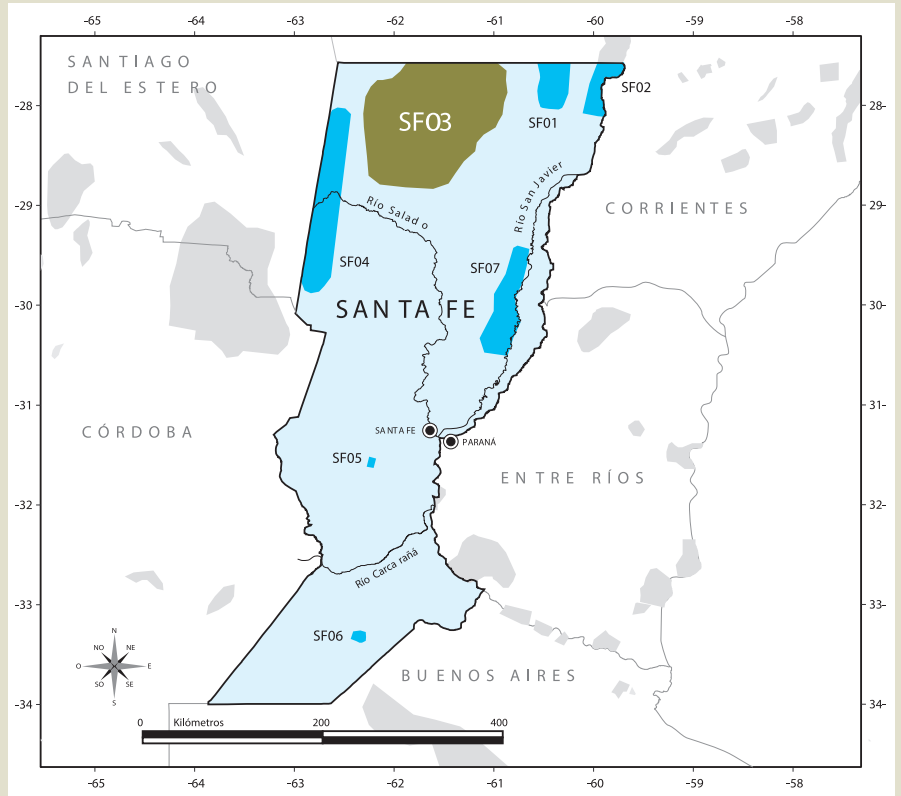 -65 -64 -63 -62 -61 -60 -59 -58
SANTIAGO
DEL ESTERO
SF02
-28 -28
SF03
SF01
Río San Javier
-29 -29
Río Salado
CORRIENTES
SF04
SF07
-30 -30
SANTA FE
-31 -31
CÓRDOBA
SANTA FE
PARANÁ
SF05
ENTRE RÍOS
-32 -32
Río Carcarañá
-33 -33
SF06
N
NO NE
O E
SO SE
S
BUENOS AIRES
-34 -34
0 Kilómetros 200 400
-65 -64 -63 -62 -61 -60 -59 -58